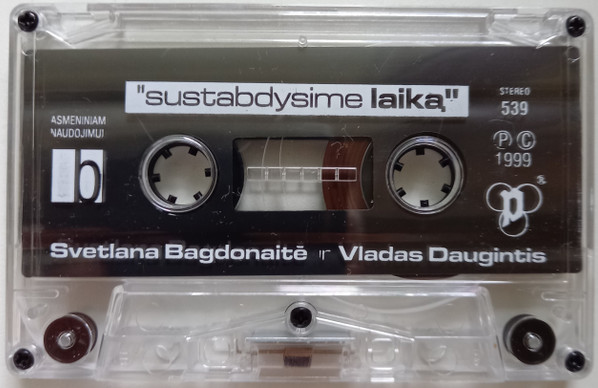 "sustabdysime laiką"
STEREO
539
ASMENINIAM
NAUDOJIMUI
b
Ⓟ Ⓒ
1999
p
Svetlana Bagdonaitė ir Vladas Daugintis